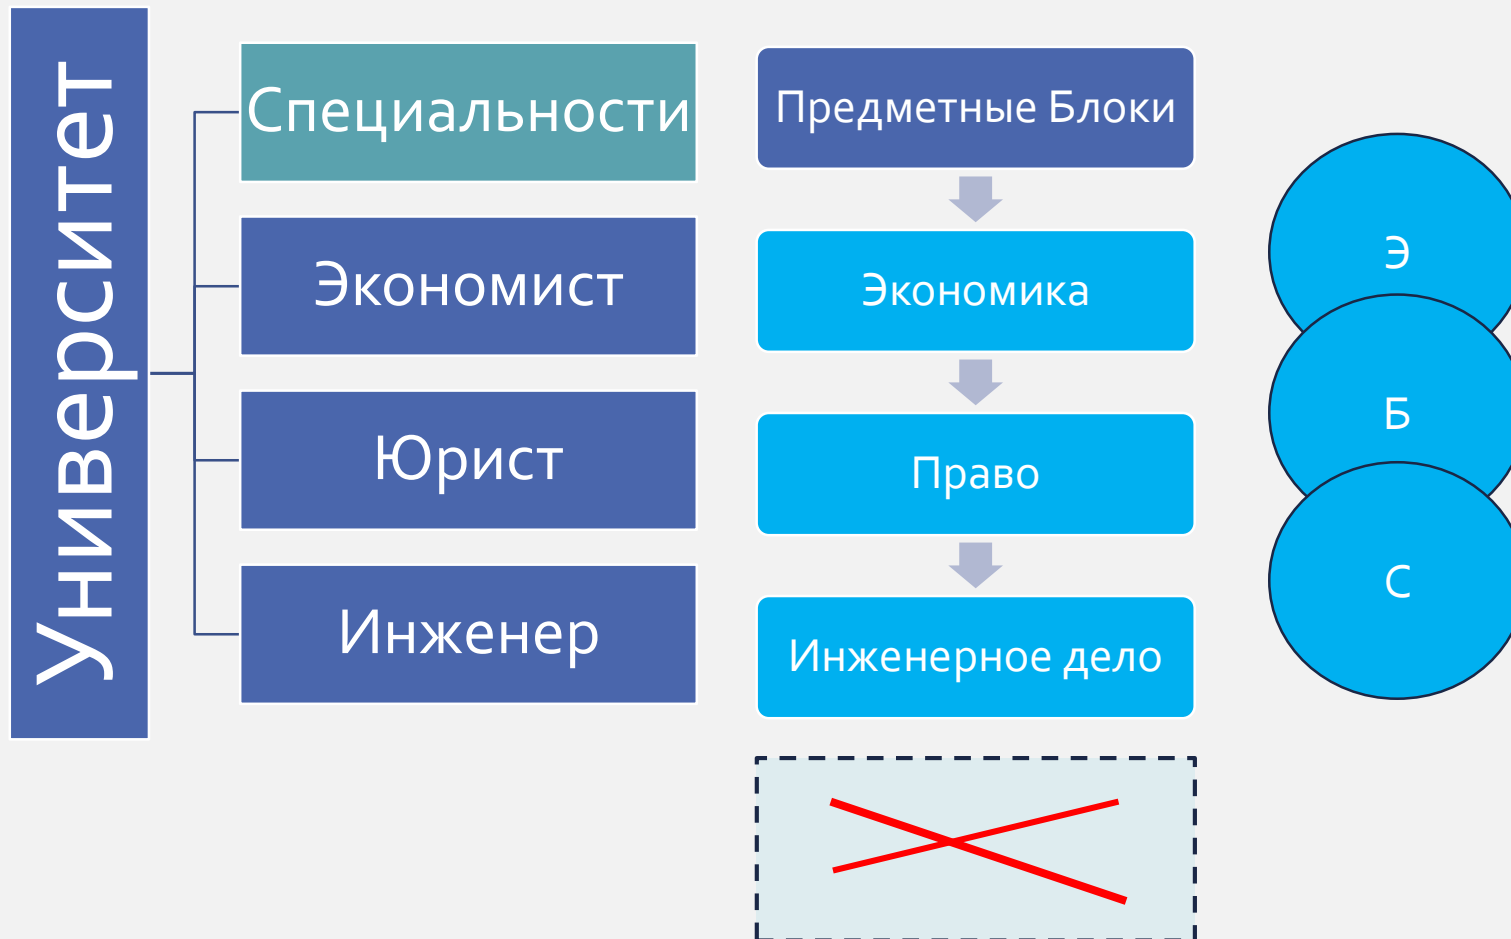 Университет
Специальности
Экономист
Юрист
Инженер
Предметные Блоки
Экономика
Право
Инженерное дело
Э
Б
С